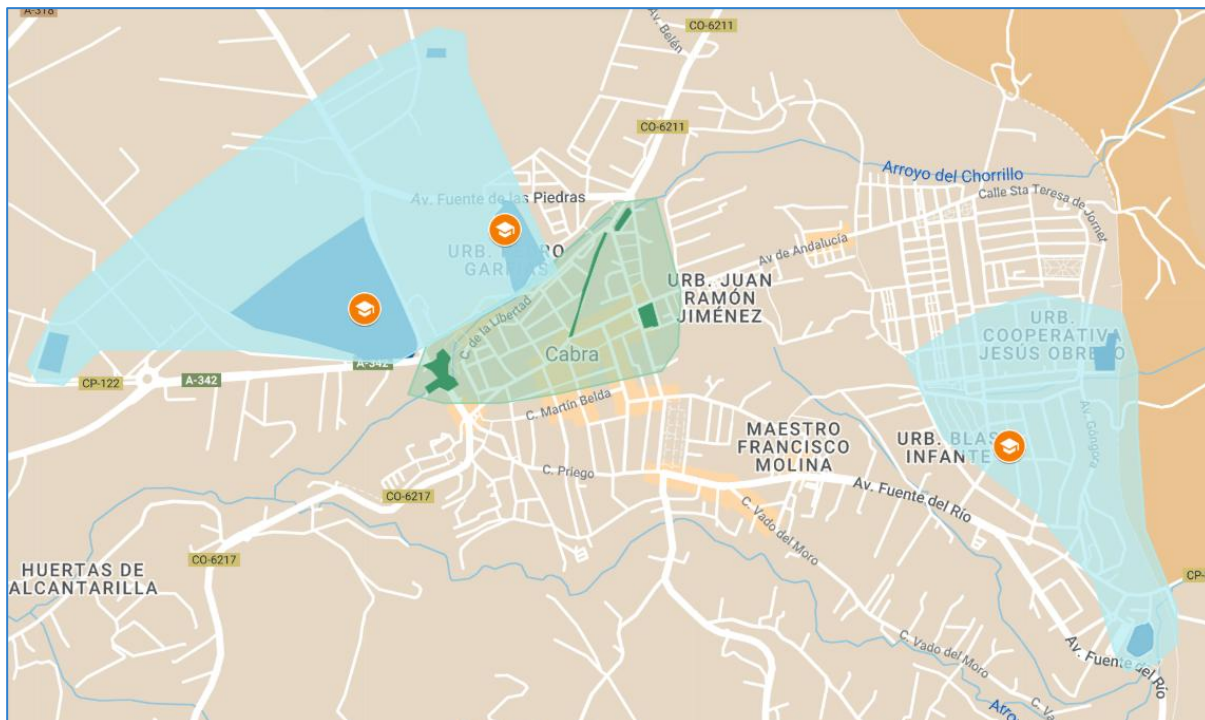 A-318
Av. Belén
CO-6211
CO-6211
Arroyo del Chorrillo
Calle Sta Teresa de Jornet
Av. Fuente de las Piedras
Av de Andalucía
URB.
GAR
URB. JUAN
RAMÓN
JIMÉNEZ
C. de la Libertad
URB.
COOPERATIVA
JESÚS OBRERO
Cabra
A-342
A-342
CP-122
C. Martín Belda
Av. Góngora
MAESTRO
FRANCISCO
MOLINA
URB. BLAS
INFANTE
C. Priego
Av. Fuente del Río
CO-6217
C. Vado del Moro
CO-6217
HUERTAS DE
ALCANTARILLA
CP-
C. Vado del Moro
Av. Fuente del Río
C. Va
Arro